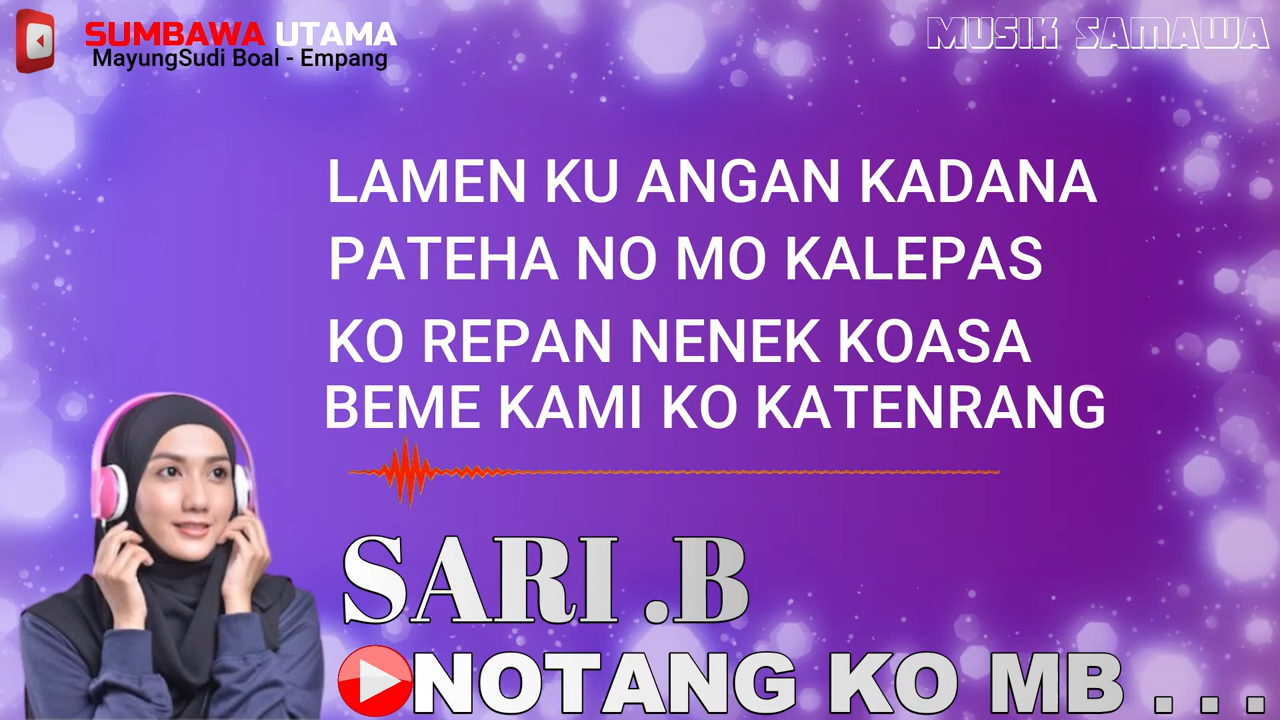 SUMBAWA UTAMA
MayungSudi Boal - Empang
MUSIK SAMAWA
LAMEN KU ANGAN KADANA
PATEHA NO MO KALEPAS
KO REPAN NENEK KOASA
BEME KAMI KO KATENRANG
SARI .B
NOTANG KO MB . . .